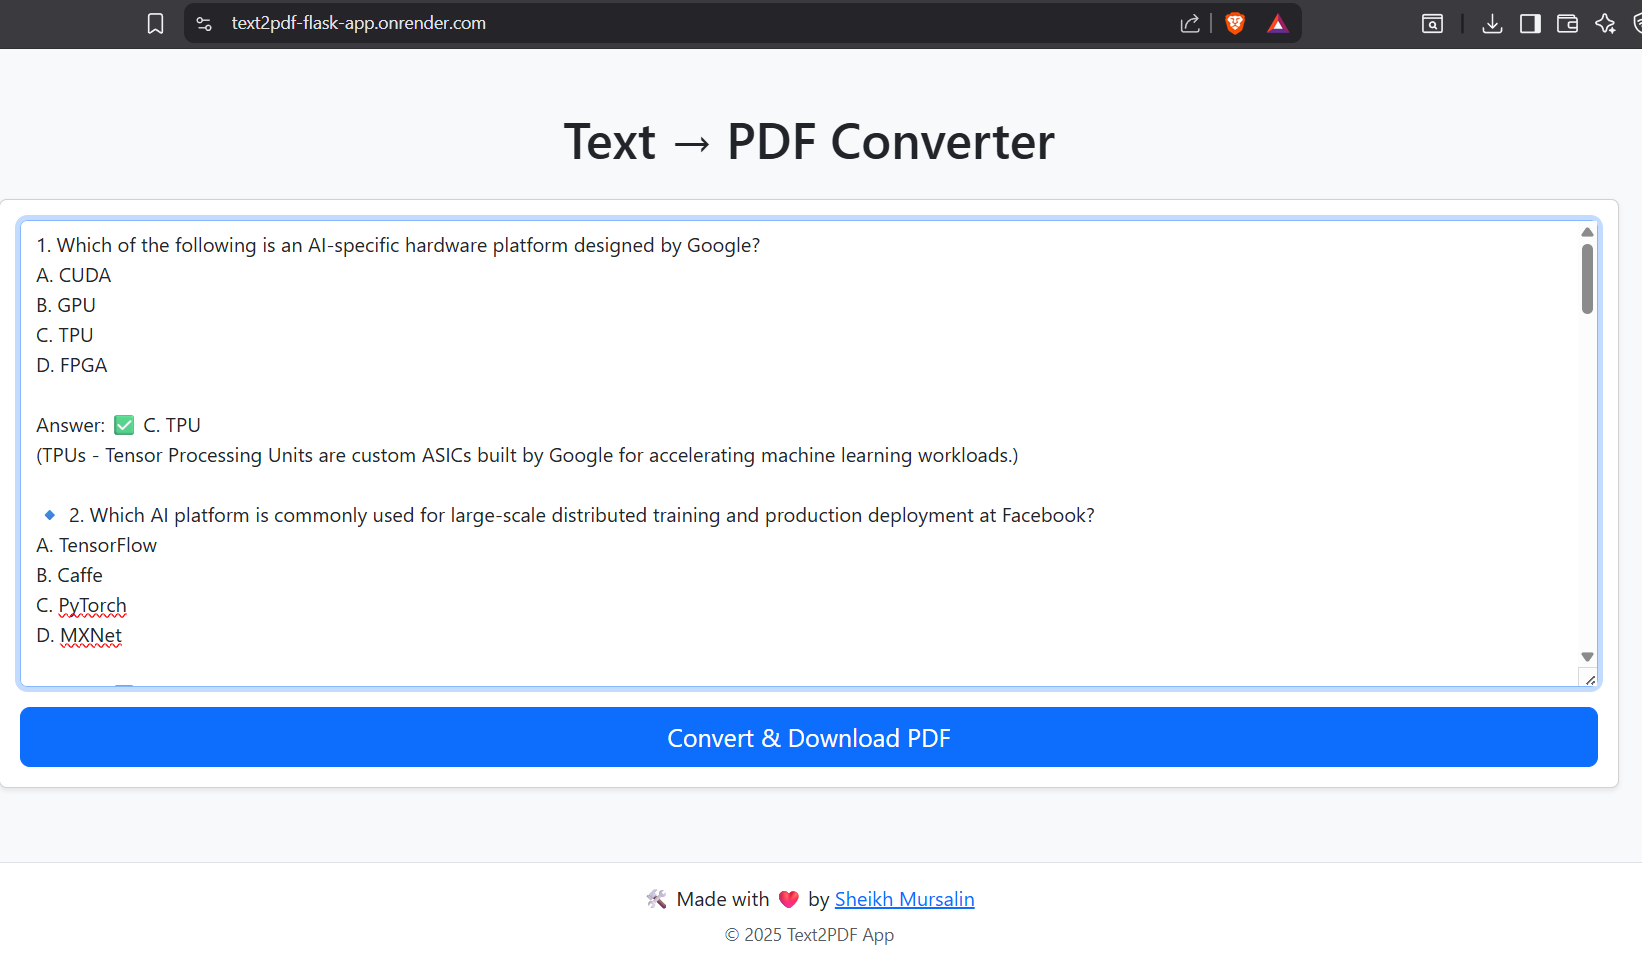 text2pdf-flask-app.onrender.com
Text → PDF Converter
1. Which of the following is an AI-specific hardware platform designed by Google?
A. CUDA
B. GPU
C. TPU
D. FPGA
Answer: ✅ C. TPU
(TPUs - Tensor Processing Units are custom ASICs built by Google for accelerating machine learning workloads.)
🔹 2. Which AI platform is commonly used for large-scale distributed training and production deployment at Facebook?
A. TensorFlow
B. Caffe
C. PyTorch
D. MXNet
Convert & Download PDF
🛠️ Made with ❤️ by Sheikh Mursalin
© 2025 Text2PDF App